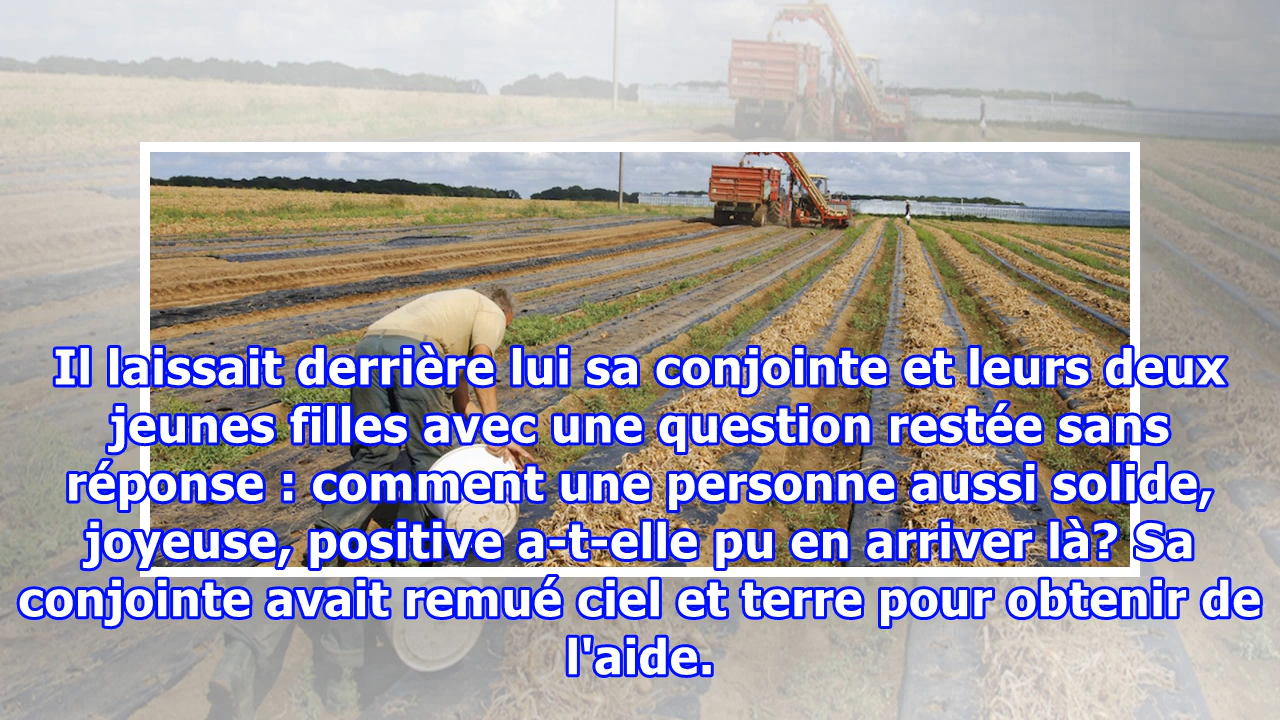 Il laissait derrière lui sa conjointe et leurs deux
jeunes filles avec une question restée sans
réponse : comment une personne aussi solide,
joyeuse, positive a-t-elle pu en arriver là? Sa
conjointe avait remué ciel et terre pour obtenir de
l'aide.